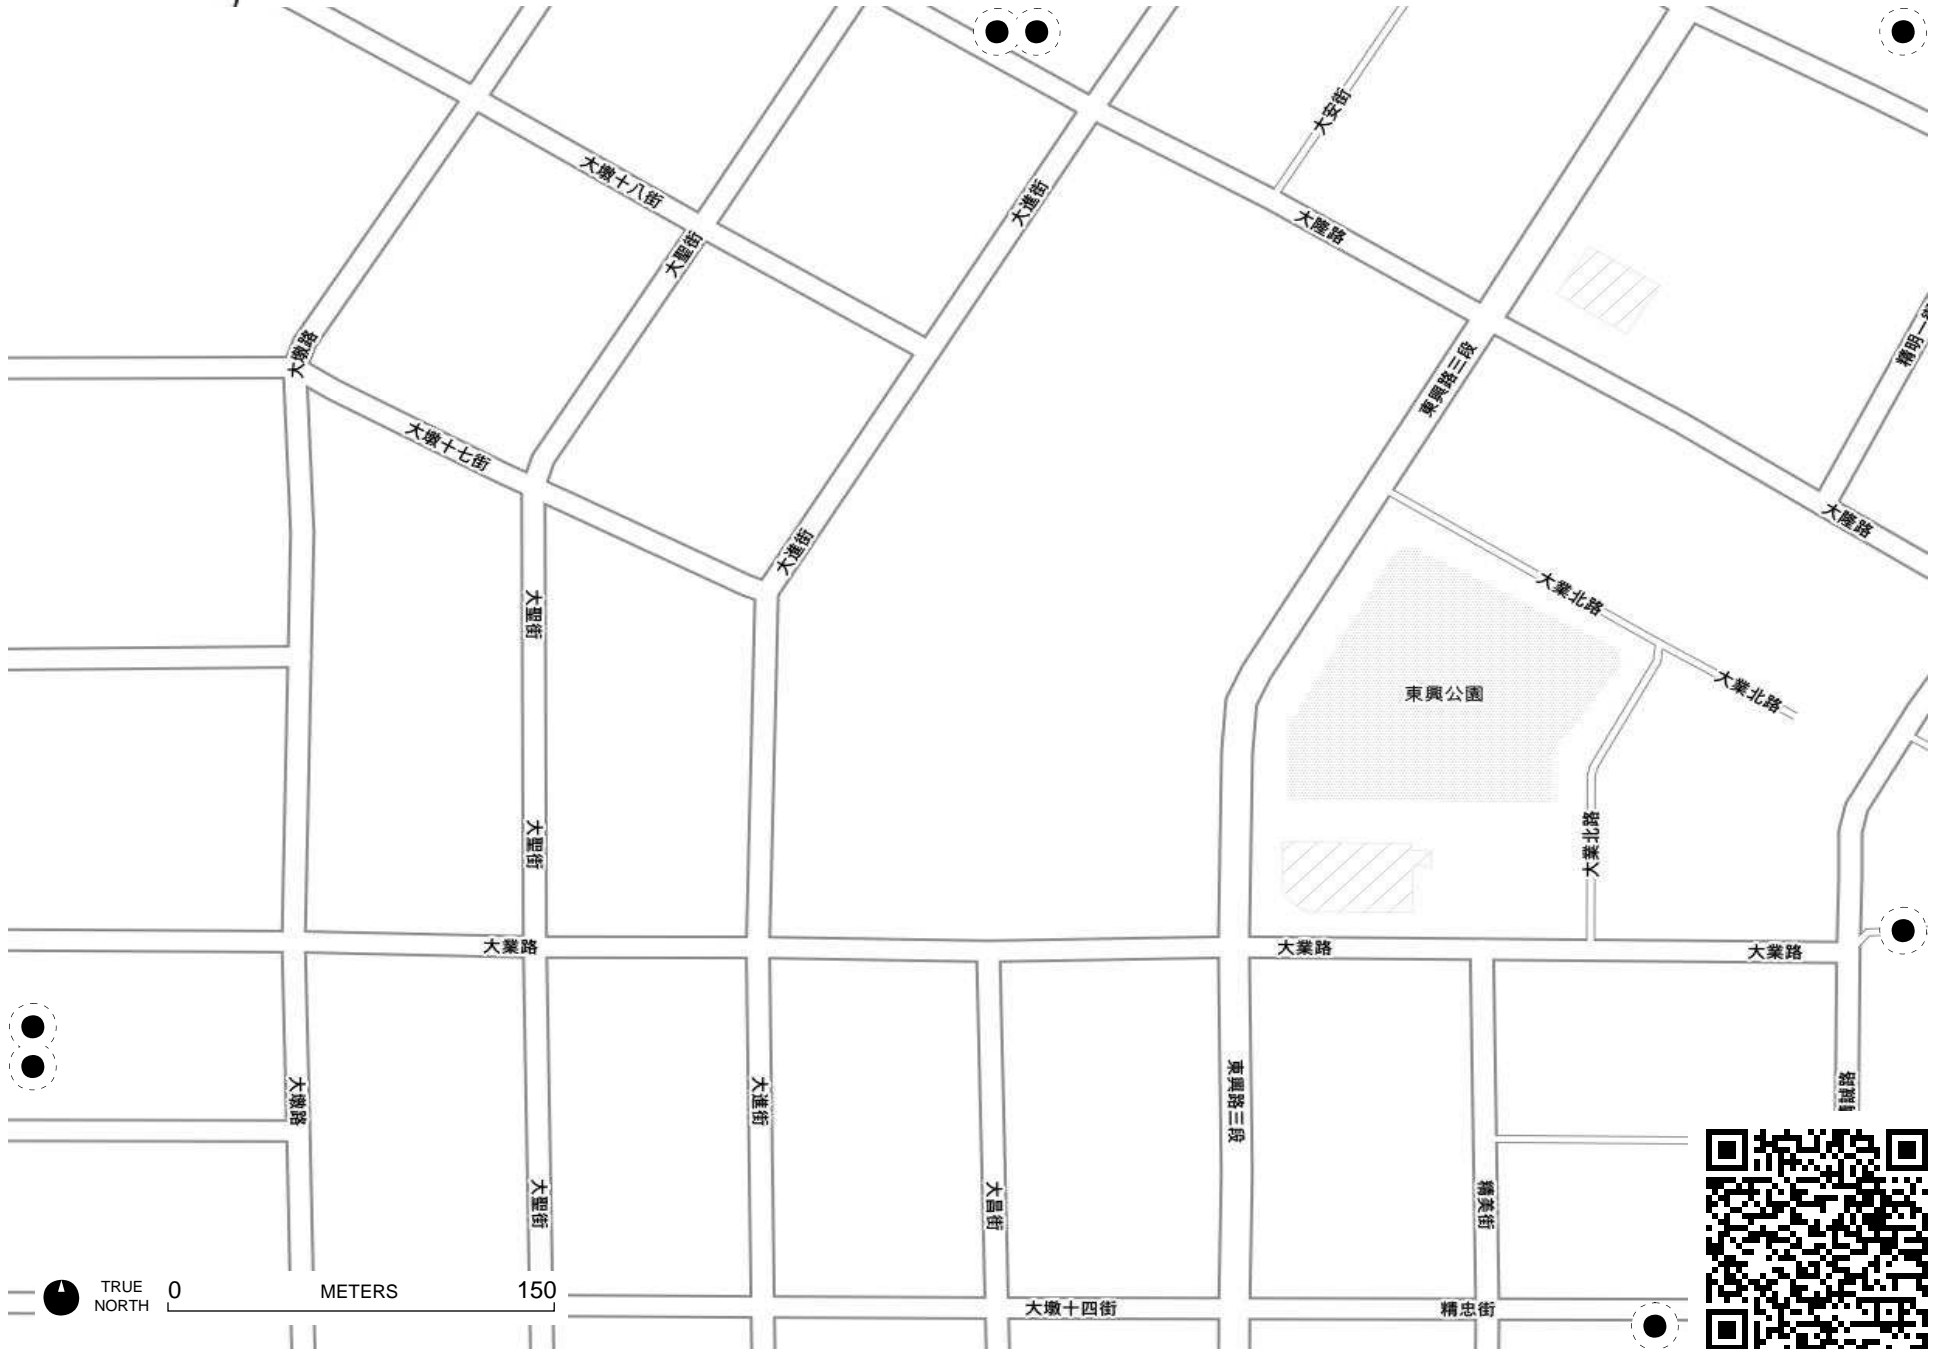 大安街
大墩十八街
大進街
大隆路
大聖街
精明一街
大墩路
東興路三段
大墩十七街
大隆路
大進街
大業北路
大聖街
東興公園
大業北路
大聖街
大業北路
大業路
大業路
大業路
大墩路
大進街
東興路三段
大聖街
大昌街
精美街
TRUE
NORTH
0 METERS 150
大墩十四街
精忠街